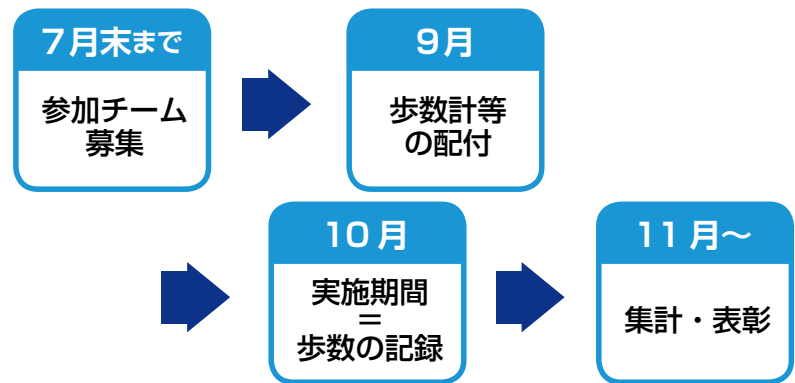 7月末まで
参加チーム
募集
9月
歩数計等
の配付
10月
実施期間
＝
歩数の記録
11月～
集計・表彰